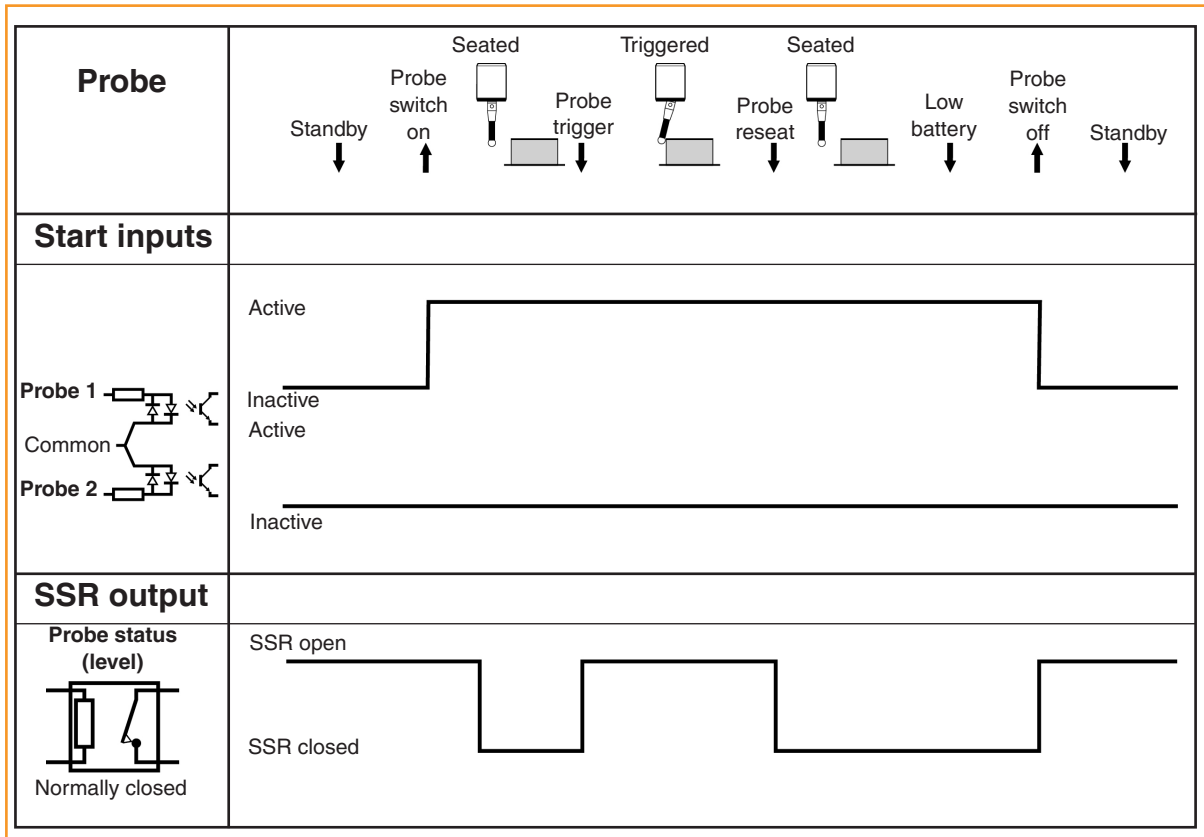 Probe
Standby
Probe
switch
on
Seated
Probe
trigger
Triggered
Probe
reseat
Seated
Low
battery
Probe
switch
off
Standby
Start inputs
Probe 1
Common
Probe 2
Active
Inactive
Active
Inactive
SSR output
Probe status
(level)
Normally closed
SSR open
SSR closed